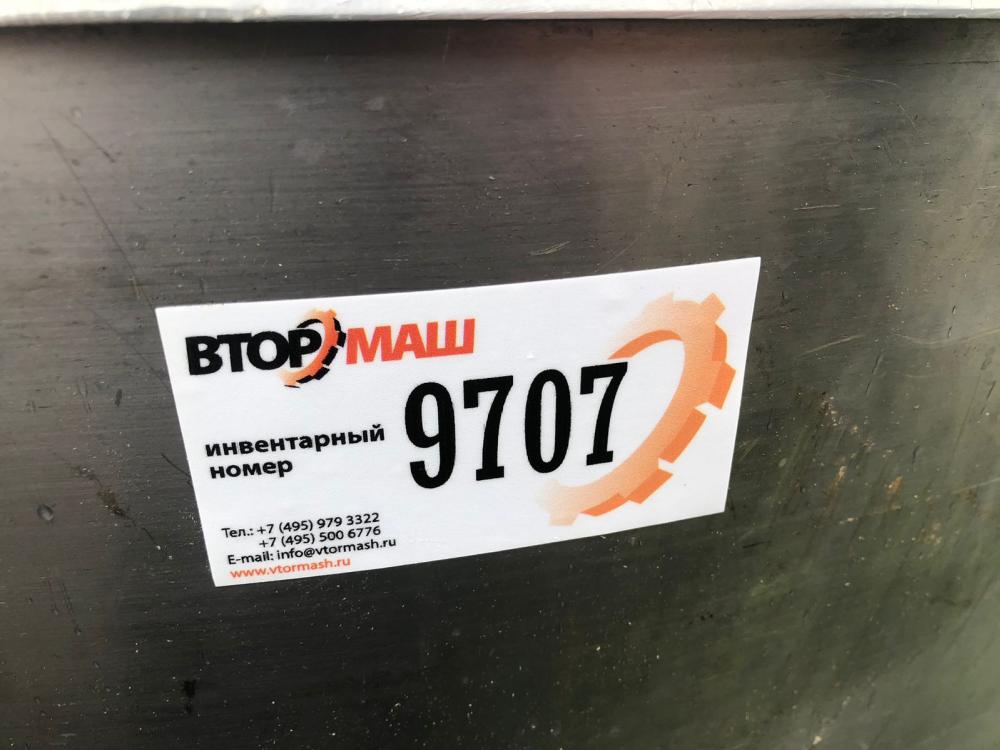 ВТОРМАШ
инвентарный
номер
9707
Тел.: +7 (495) 979 3322
+7 (495) 500 6776
E-mail: info@vtormash.ru
www.vtormash.ru